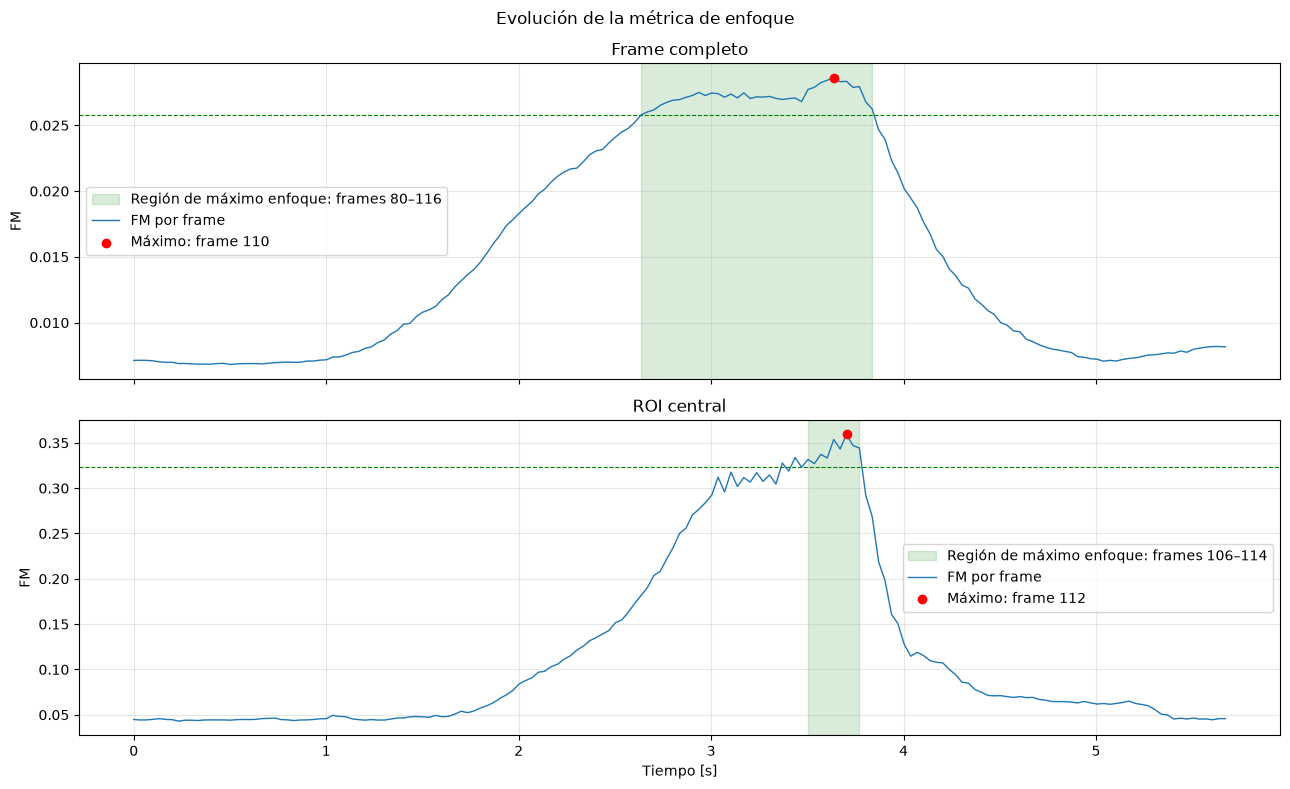 Evolución de la métrica de enfoque
Frame completo
FM
0.025
0.020
0.015
0.010
Región de máximo enfoque: frames 80–116
FM por frame
Máximo: frame 110
ROI central
FM
0.35
0.30
0.25
0.20
0.15
0.10
0.05
Región de máximo enfoque: frames 106–114
FM por frame
Máximo: frame 112
0 1 2 3 4 5
Tiempo [s]